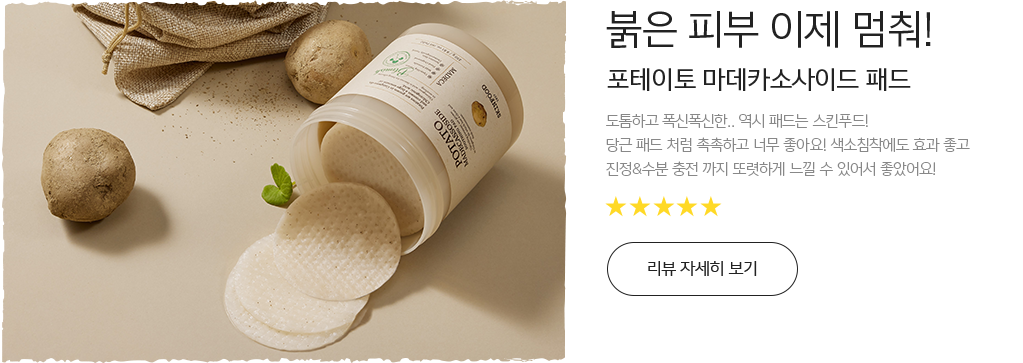 붉은 피부 이제 멈춰!
포테이토 마데카소사이드 패드
도톰하고 폭신폭신한.. 역시 패드는 스킨푸드!
당근 패드 처럼 촉촉하고 너무 좋아요! 색소침착에도 효과 좋고
진정&수분 충전 까지 또렷하게 느낄 수 있어서 좋았어요!
★★★★★
리뷰 자세히 보기
SKINFOOD
MADECA
POTATO
MADECASSOSIDE